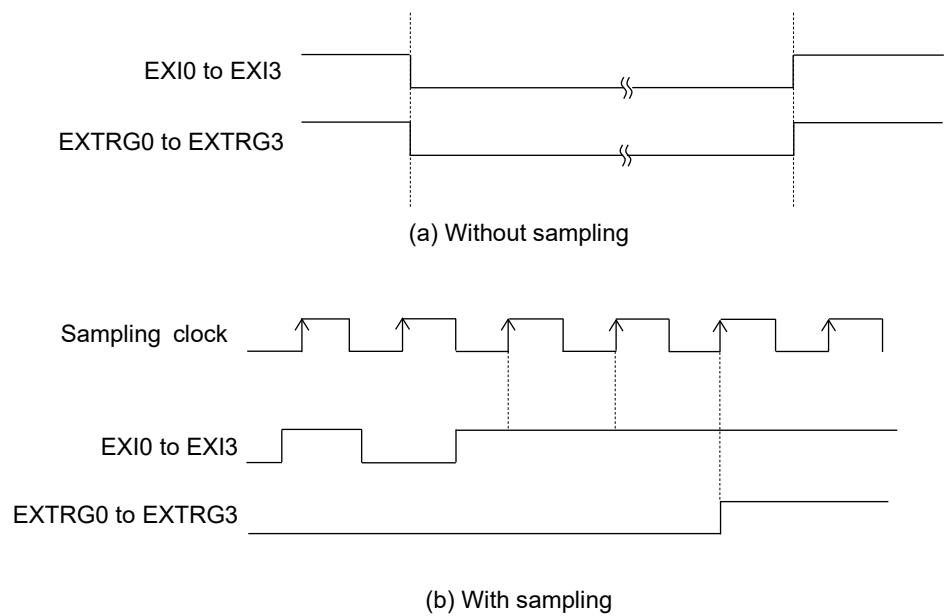 EXI0 to EXI3
EXTRG0 to EXTRG3
(a) Without sampling
Sampling clock
EXI0 to EXI3
EXTRG0 to EXTRG3
(b) With sampling